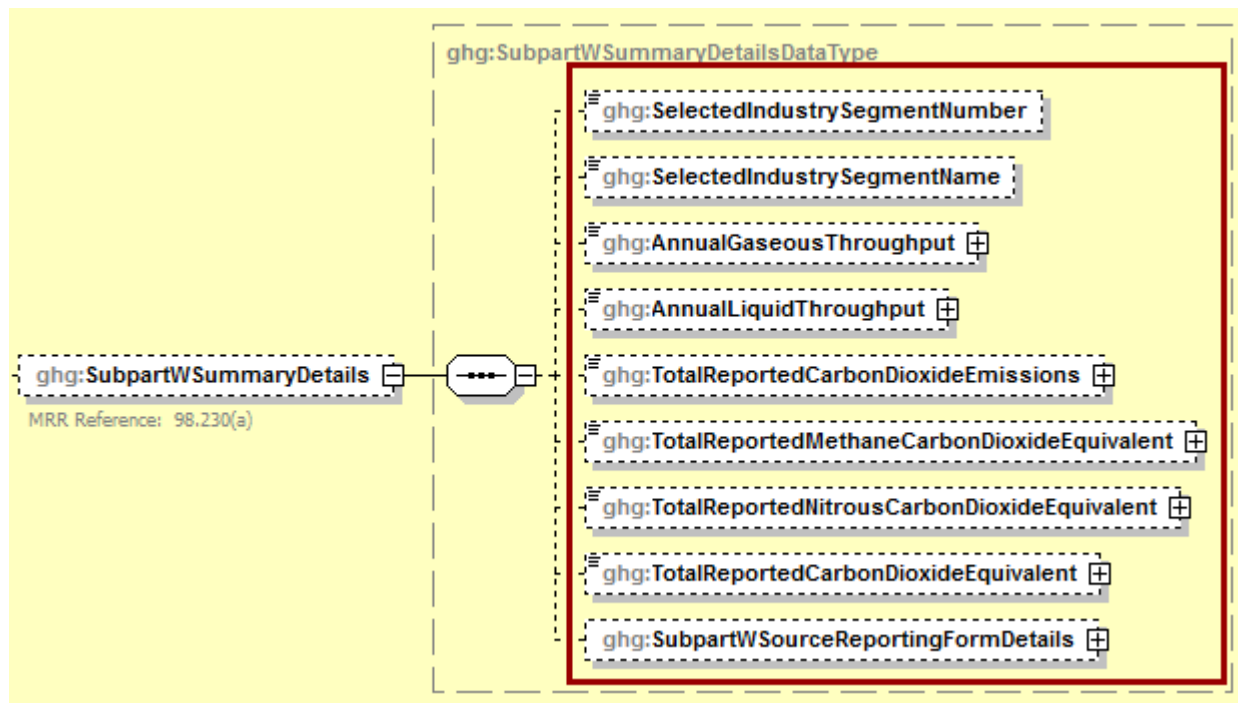 ghg:SubpartWSummaryDetailsDataType
ghg:SelectedIndustrySegmentNumber
ghg:SelectedIndustrySegmentName
ghg:AnnualGaseousThroughput
ghg:AnnualLiquidThroughput
ghg:SubpartWSummaryDetails
MRR Reference: 98.230(a)
ghg:TotalReportedCarbonDioxideEmissions
ghg:TotalReportedMethaneCarbonDioxideEquivalent
ghg:TotalReportedNitrousCarbonDioxideEquivalent
ghg:TotalReportedCarbonDioxideEquivalent
ghg:SubpartWSourceReportingFormDetails